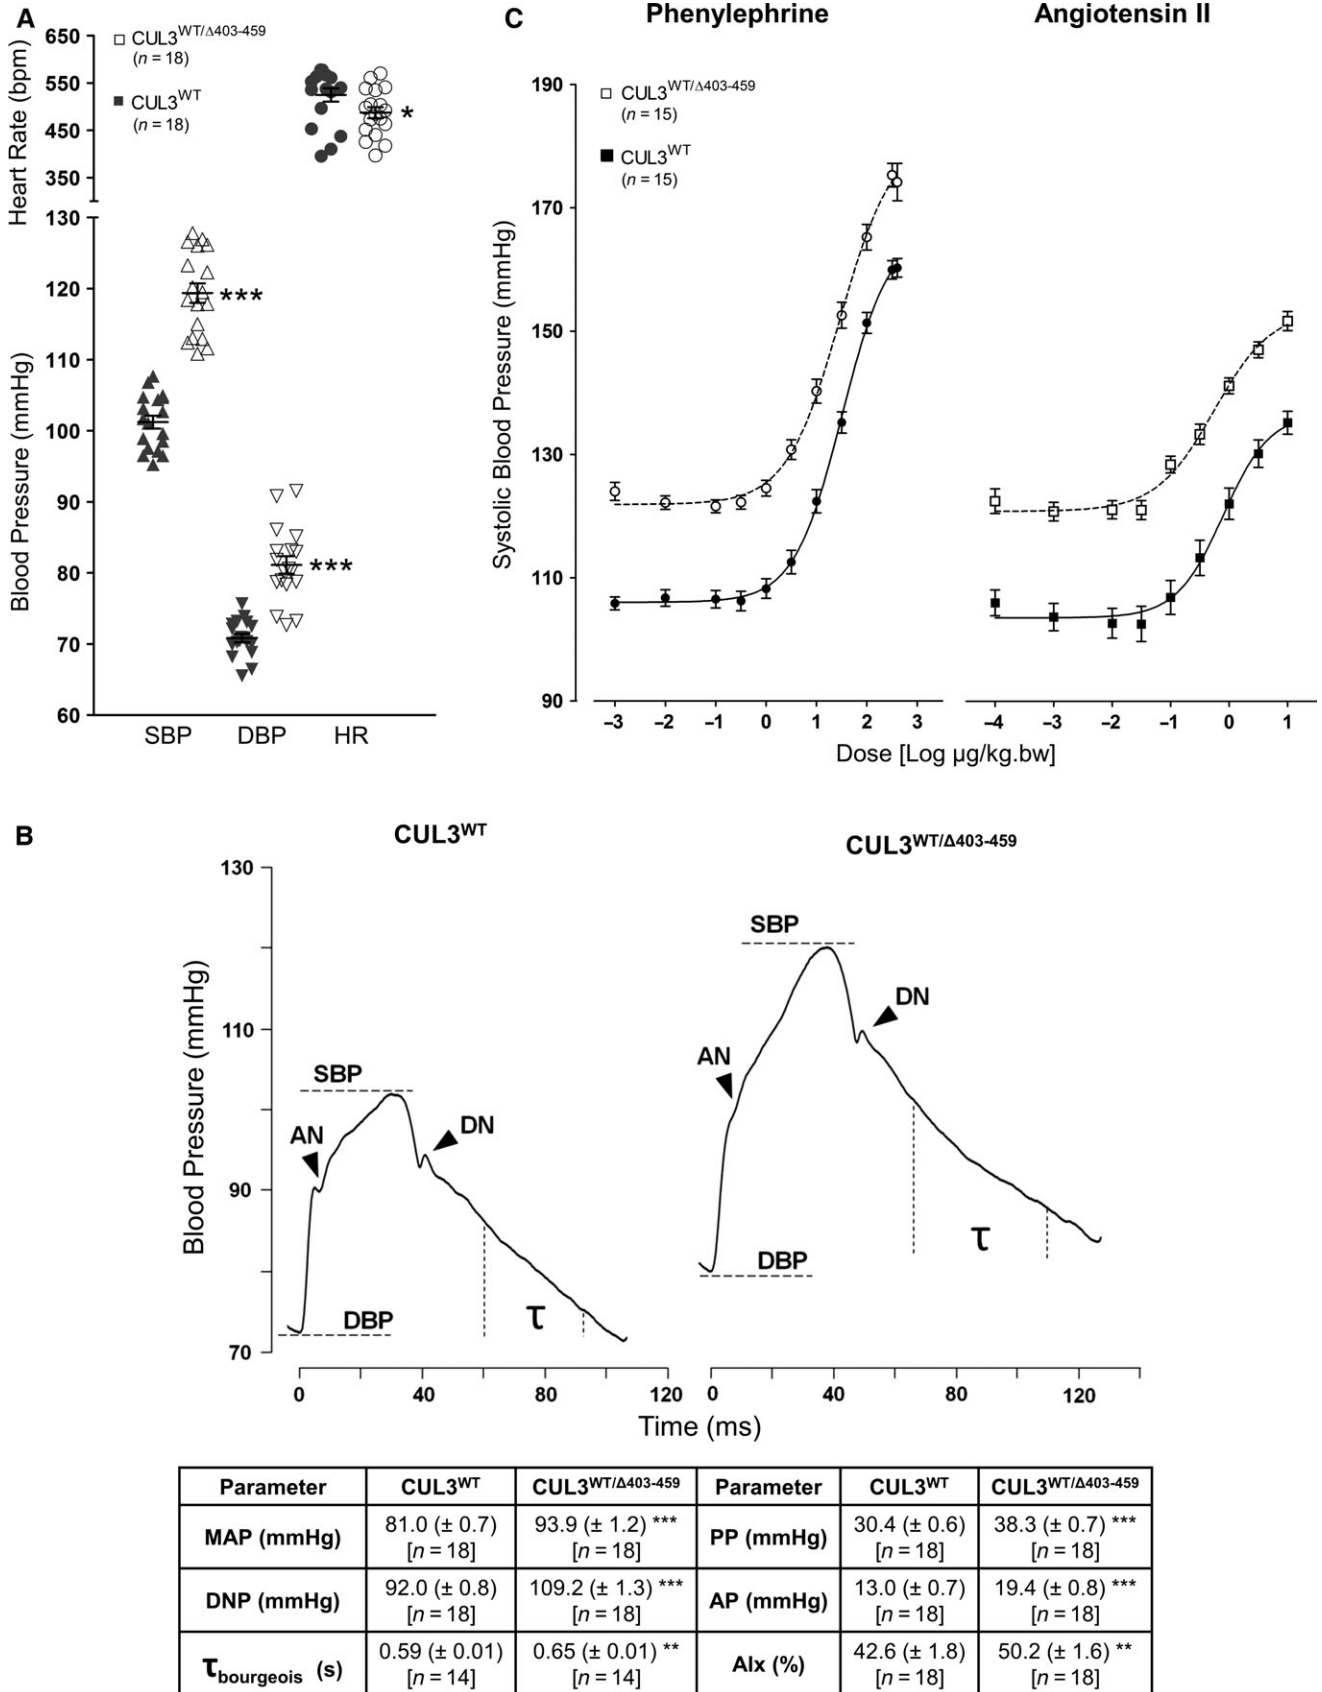 A
650
550
450
350
Heart Rate (bpm)
CUL3WT/Δ403-459
(n = 18)
CUL3WT
(n = 18)
*
130
120
110
100
90
80
70
60
Blood Pressure (mmHg)
***
***
SBP DBP HR
C
Phenylephrine Angiotensin II
CUL3WT/Δ403-459
(n = 15)
CUL3WT
(n = 15)
190
170
150
130
110
90
Systolic Blood Pressure (mmHg)
–3 –2 –1 0 1 2 3 –4 –3 –2 –1 0 1
Dose [Log µg/kg.bw]
B
CUL3WT CUL3WT/Δ403-459
130
110
90
70
Blood Pressure (mmHg)
SBP
AN
DN
DBP
τ
SBP
AN
DN
DBP
τ
0 40 80 120 0 40 80 120
Time (ms)
Parameter CUL3WT CUL3WT/Δ403-459 Parameter CUL3WT CUL3WT/Δ403-459
MAP (mmHg) 81.0 (± 0.7) 93.9 (± 1.2) *** PP (mmHg) 30.4 (± 0.6) 38.3 (± 0.7) ***
[n = 18] [n = 18] [n = 18] [n = 18]
DNP (mmHg) 92.0 (± 0.8) 109.2 (± 1.3) *** AP (mmHg) 13.0 (± 0.7) 19.4 (± 0.8) ***
[n = 18] [n = 18] [n = 18] [n = 18]
τbourgeois (s) 0.59 (± 0.01) 0.65 (± 0.01) ** AIx (%) 42.6 (± 1.8) 50.2 (± 1.6) **
[n = 14] [n = 14] [n = 18] [n = 18]